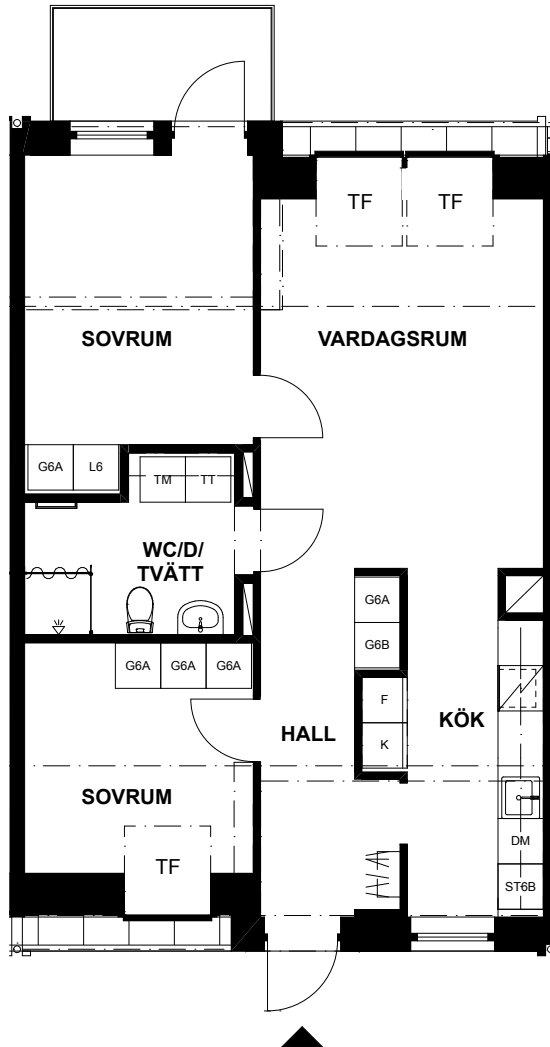 TF TF
SOVRUM VARDAGSRUM
G6A L6 TM TT
WC/D/
TVÄTT
G6A
G6B
G6A G6A G6A
F
K
HALL KÖK
SOVRUM
DM
TF
ST6B